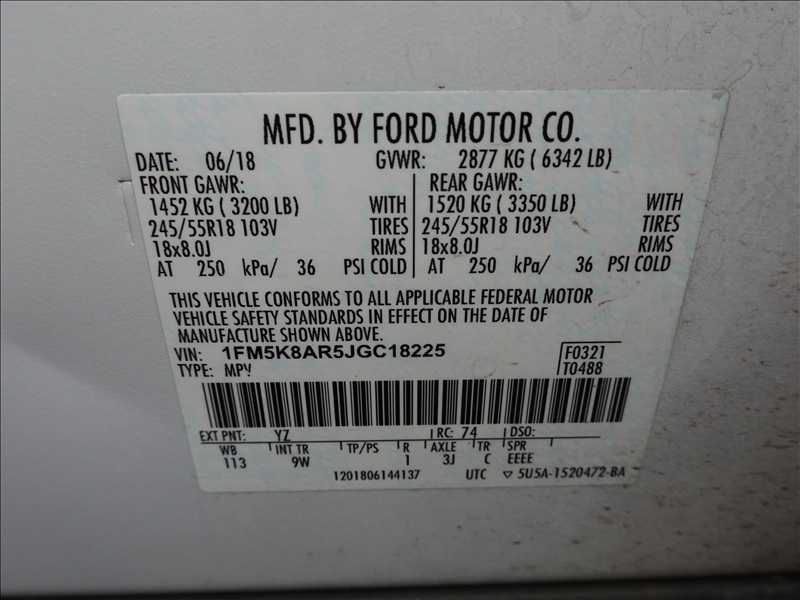 MFD. BY FORD MOTOR CO.
DATE: 06/18 GVWR: 2877 KG ( 6342 LB)
FRONT GAWR: REAR GAWR:
1452 KG ( 3200 LB) WITH 1520 KG ( 3350 LB) WITH
245/55R18 103V TIRES 245/55R18 103V TIRES
18x8.0J RIMS 18x8.0J RIMS
AT 250 kPa/ 36 PSI COLD AT 250 kPa/ 36 PSI COLD
THIS VEHICLE CONFORMS TO ALL APPLICABLE FEDERAL MOTOR
VEHICLE SAFETY STANDARDS IN EFFECT ON THE DATE OF
MANUFACTURE SHOWN ABOVE.
VIN: 1FM5K8AR5JGC18225 F0321
TYPE: MPV T0488
EXT PNT: YZ RC: 74 DSO:
WB INT TR TP/PS R AXLE TR SPR
113 9W 1 3J C EEEE
1201806144137 UTC ▽ 5U5A-1520472-BA